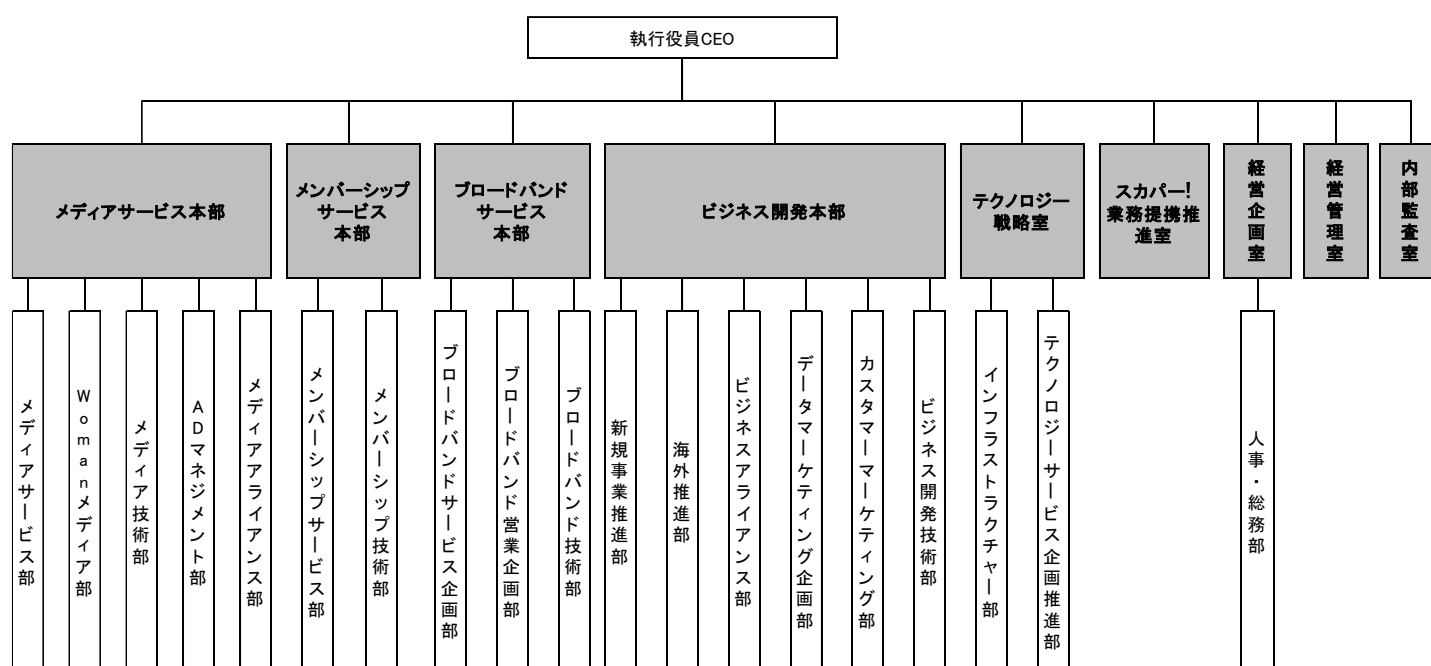 執行役員CEO
メディアサービス本部
メンバーシップ
サービス
本部
ブロードバンド
サービス
本部
ビジネス開発本部
テクノロジー
戦略室
スカパー!
業務提携推
進室
経営企画室
経営管理室
内部監査室
メディアサービス部
Womanメディア部
メディア技術部
ADマネジメント部
メディアアライアンス部
メンバーシップサービス部
メンバーシップ技術部
ブロードバンドサービス企画部
ブロードバンド営業企画部
ブロードバンド技術部
新規事業推進部
海外推進部
ビジネスアライアンス部
データマーケティング企画部
カスタマーマーケティング部
ビジネス開発技術部
インフラストラクチャー部
テクノロジーサービス企画推進部
人事・総務部